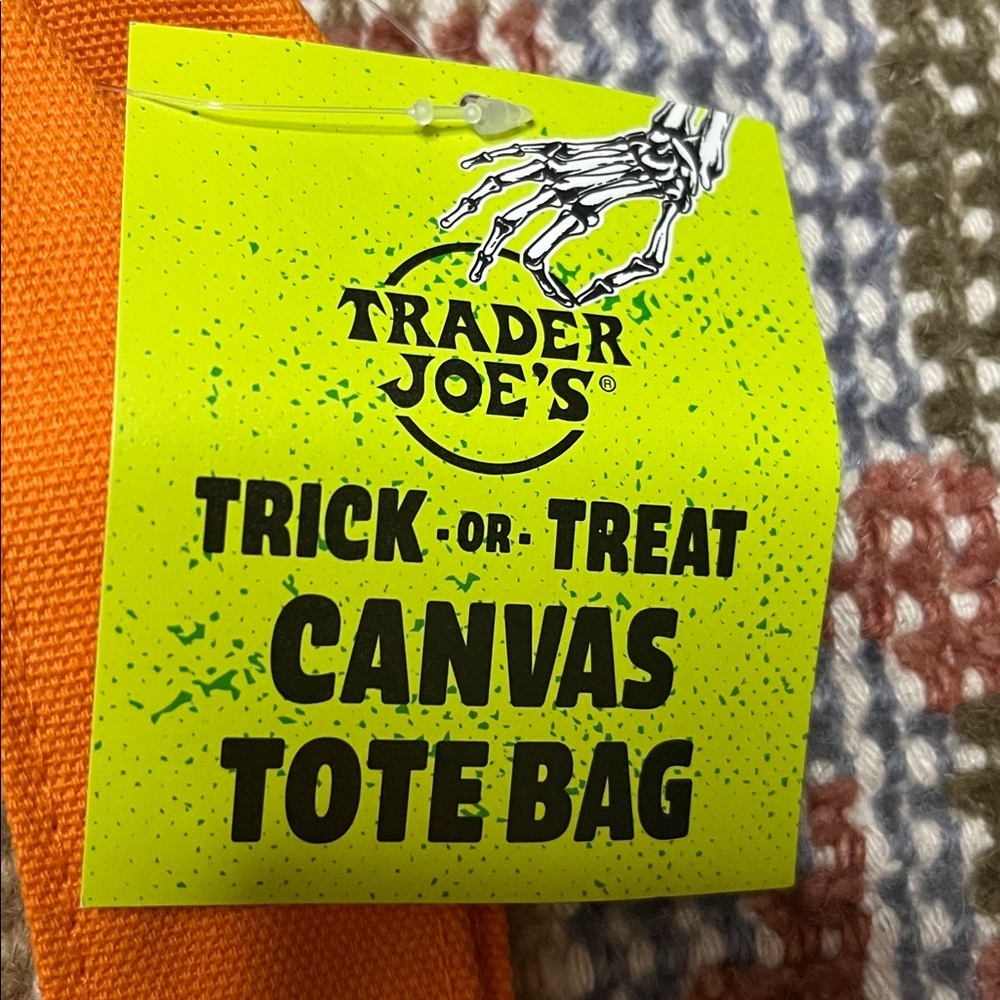 TRADER
JOE'S®
TRICK·OR·TREAT
CANVAS
TOTE BAG